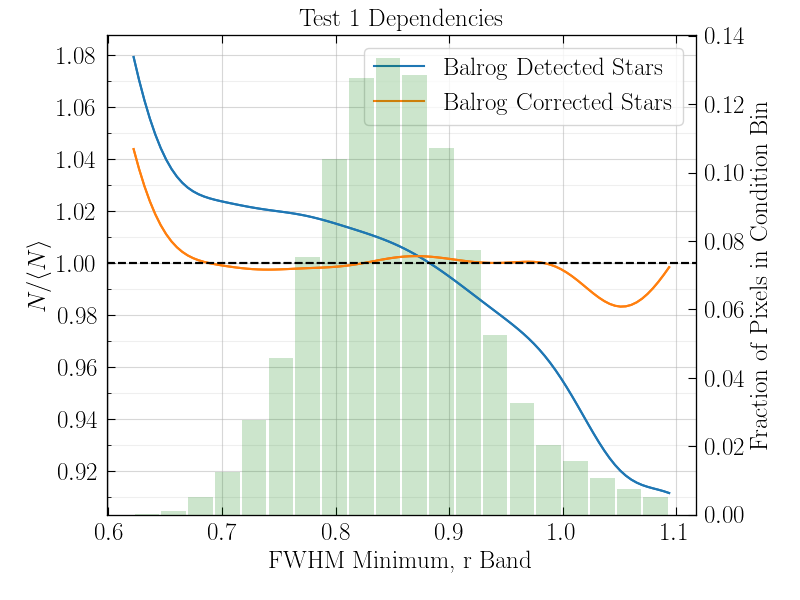 Test 1 Dependencies
Balrog Detected Stars
Balrog Corrected Stars
N/⟨N⟩
1.08
1.06
1.04
1.02
1.00
0.98
0.96
0.94
0.92
0.14
0.12
0.10
0.08
0.06
0.04
0.02
0.00
Fraction of Pixels in Condition Bin
0.6 0.7 0.8 0.9 1.0 1.1
FWHM Minimum, r Band